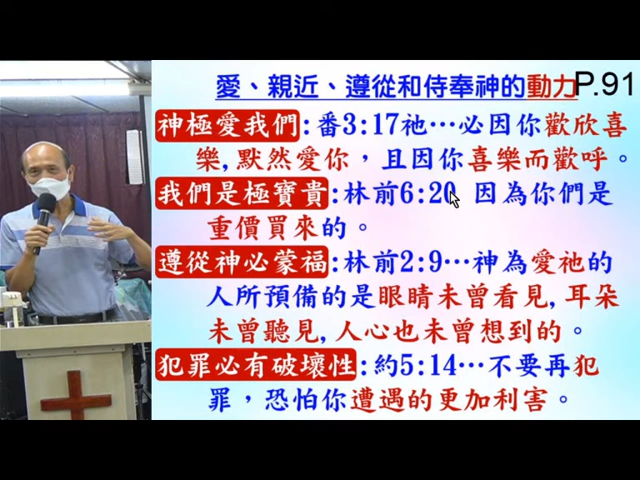 愛、親近、遵從和侍奉神的動力P.91
神極愛我們:番3:17祂…必因你歡欣喜
樂,默然愛你，且因你喜樂而歡呼。
我們是極寶貴:林前6:20 因為你們是
重價買來的。
遵從神必蒙福:林前2:9…神為愛祂的
人所預備的是眼睛未曾看見,耳朵
未曾聽見,人心也未曾想到的。
犯罪必有破壞性:約5:14…不要再犯
罪，恐怕你遭遇的更加利害。